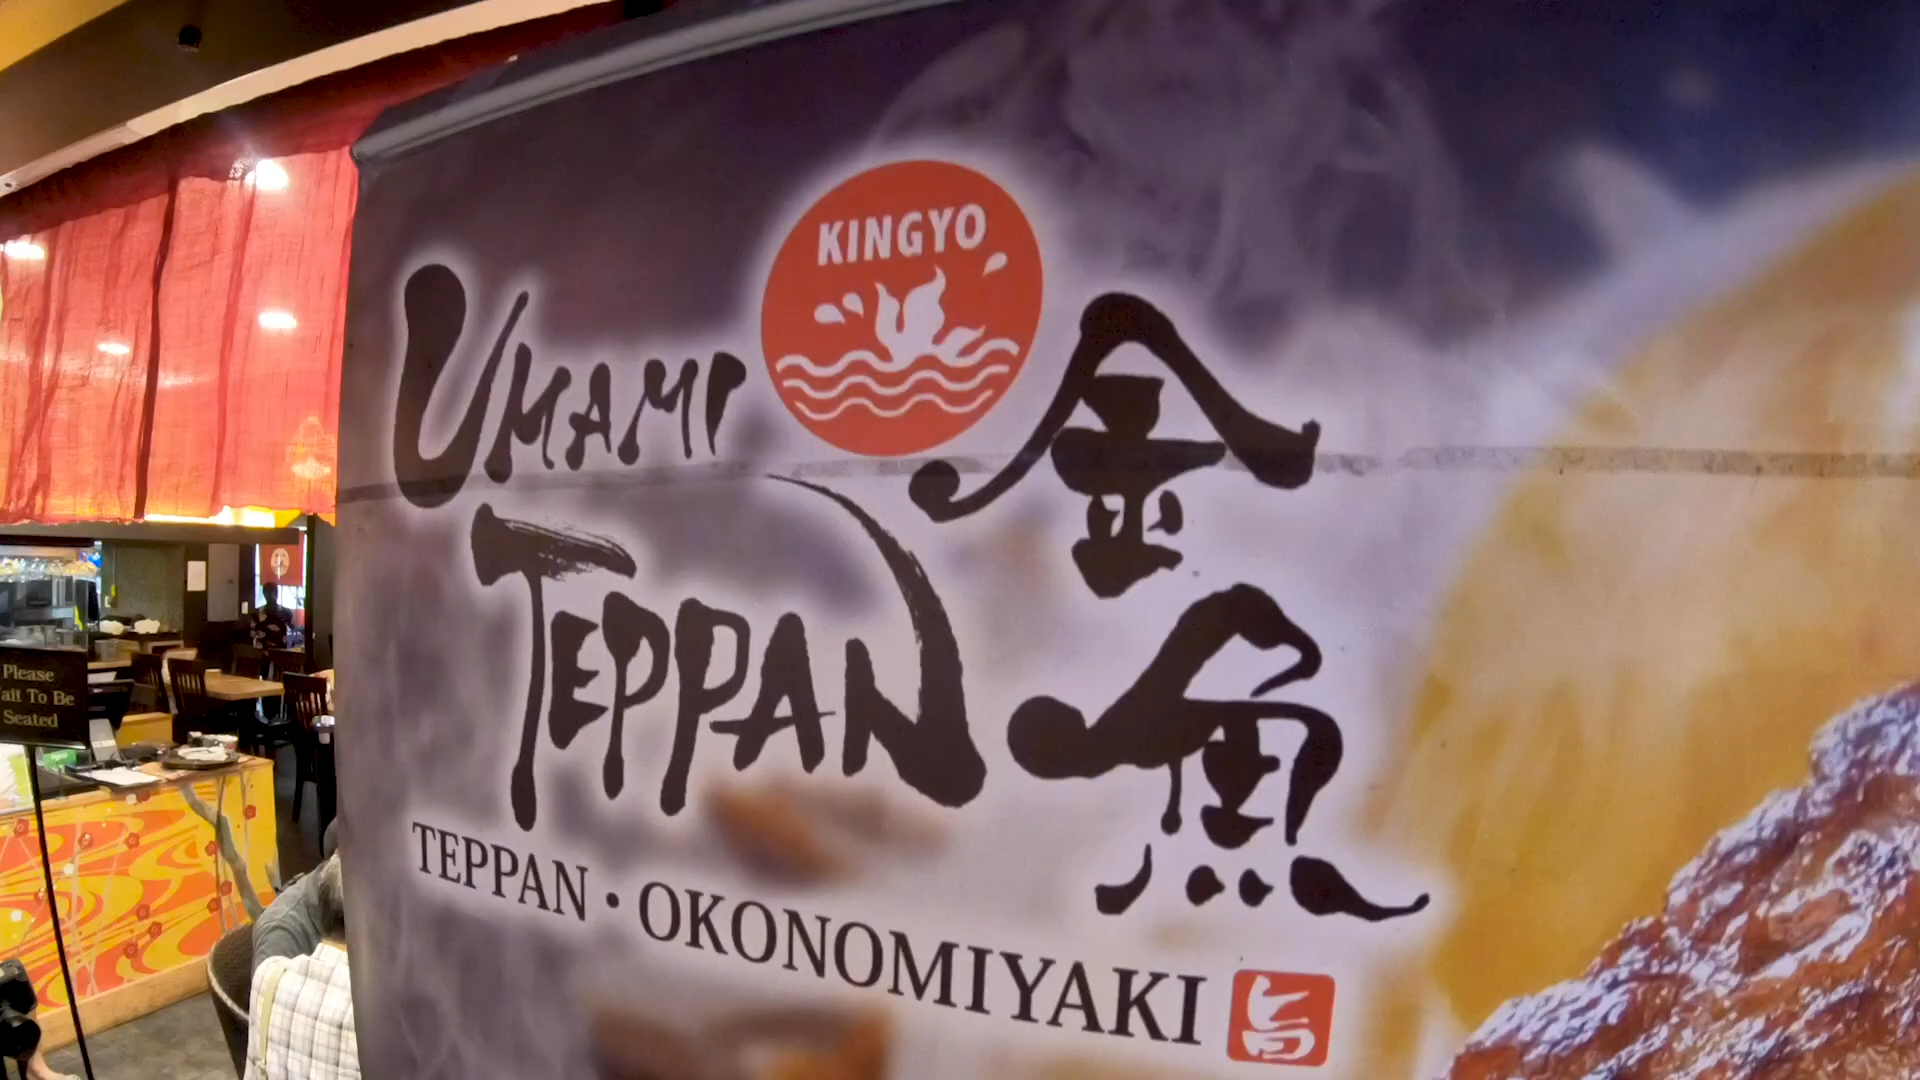 KINGYO
UMAMI
TEPPAN
金魚
TEPPAN・OKONOMIYAKI
旨
Please
ait To Be
Seated